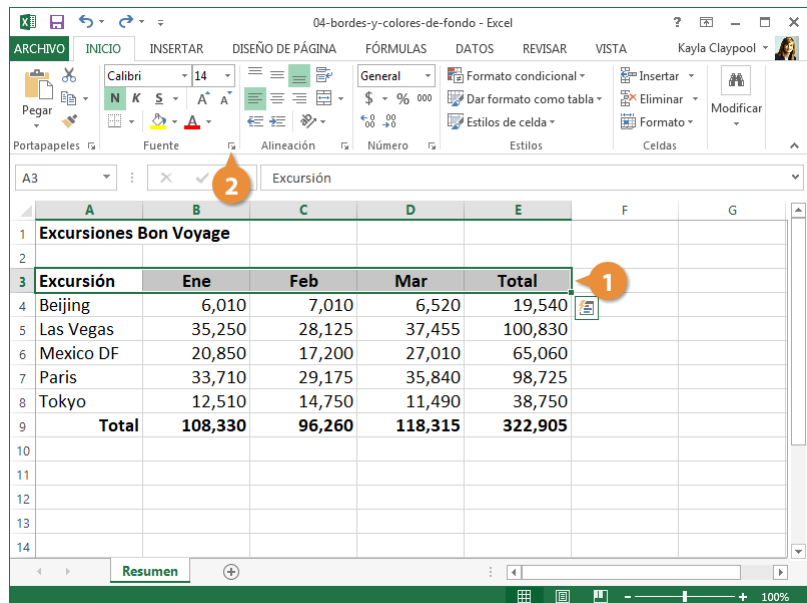 04-bordes-y-colores-de-fondo - Excel ?
ARCHIVO INICIO INSERTAR DISEÑO DE PÁGINA FÓRMULAS DATOS REVISAR VISTA Kayla Claypool
Calibri 14 General Formato condicional Insertar
Pegar N K S A A $ % 000 Dar formato como tabla Eliminar Modificar
A Estilos de celda Formato
Portapapeles Fuente Alineación Número Estilos Celdas
A3 2 Excursión
A B C D E F G
1 Excursiones Bon Voyage
2
3 Excursión Ene Feb Mar Total 1
4 Beijing 6,010 7,010 6,520 19,540
5 Las Vegas 35,250 28,125 37,455 100,830
6 Mexico DF 20,850 17,200 27,010 65,060
7 Paris 33,710 29,175 35,840 98,725
8 Tokyo 12,510 14,750 11,490 38,750
9 Total 108,330 96,260 118,315 322,905
10
11
12
13
14
Resumen
100%